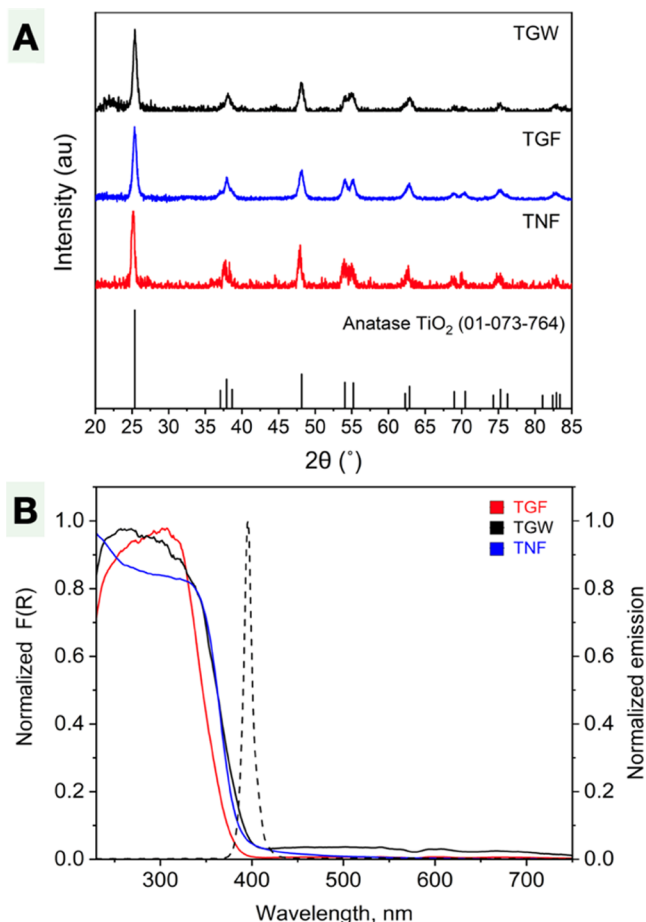 A
TGW
TGF
TNF
Intensity (au)
Anatase TiO₂ (01-073-764)
20 25 30 35 40 45 50 55 60 65 70 75 80 85
2θ (˚)
B
TGF
TGW
TNF
1.0 1.0
0.8 0.8
0.6 0.6
0.4 0.4
0.2 0.2
0.0 0.0
Normalized F(R)
Normalized emission
300 400 500 600 700
Wavelength, nm